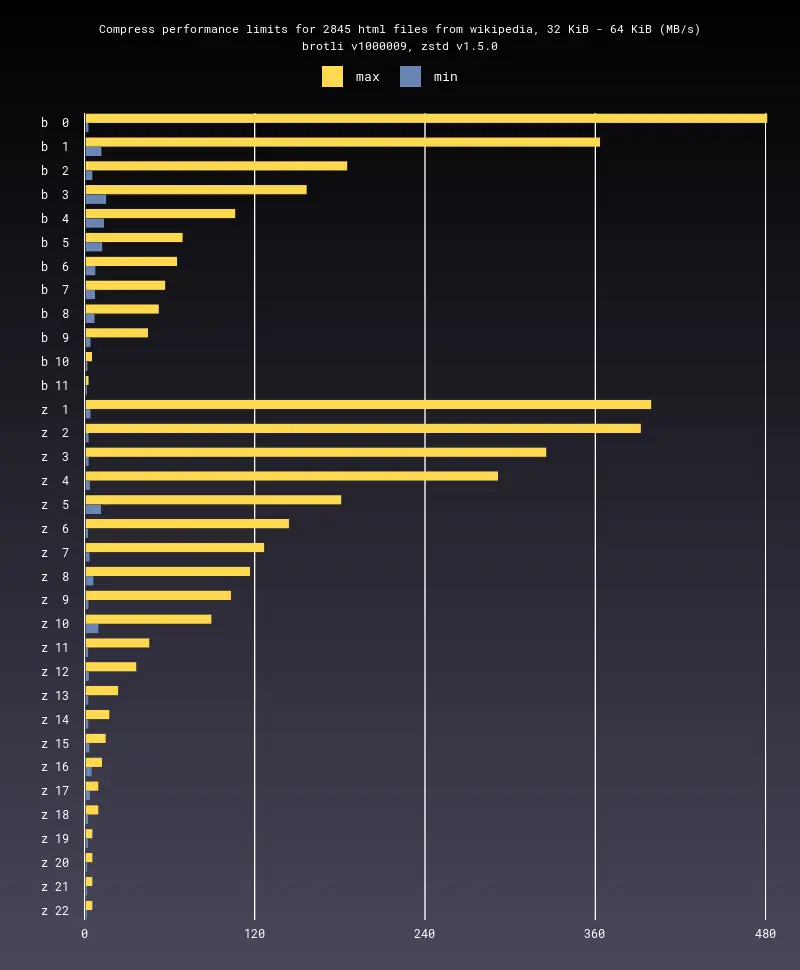 Compress performance limits for 2845 html files from wikipedia, 32 KiB - 64 KiB (MB/s)
brotli v1000009, zstd v1.5.0
max min
b 0
b 1
b 2
b 3
b 4
b 5
b 6
b 7
b 8
b 9
b 10
b 11
z 1
z 2
z 3
z 4
z 5
z 6
z 7
z 8
z 9
z 10
z 11
z 12
z 13
z 14
z 15
z 16
z 17
z 18
z 19
z 20
z 21
z 22
0 120 240 360 480